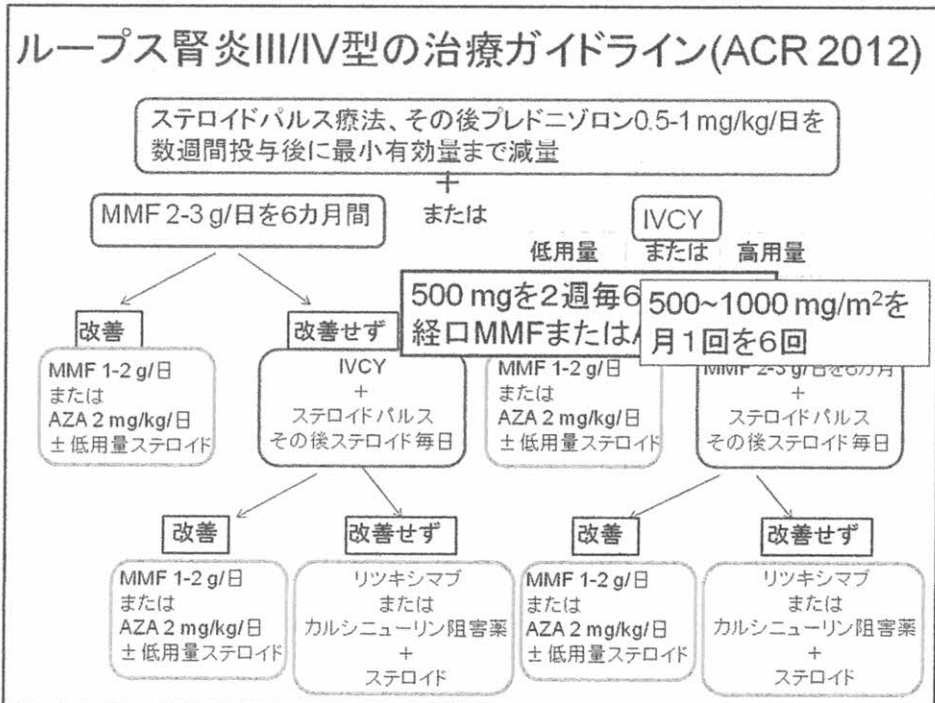 ループス腎炎III/IV型の治療ガイドライン(ACR 2012)
ステロイドパルス療法、その後プレドニゾロン0.5-1 mg/kg/日を
数週間投与後に最小有効量まで減量
+
または
MMF 2-3 g/日を6カ月間
IVCY
低用量
または
高用量
500 mgを2週毎6
経口MMFまたは
500~1000 mg/m²を
月1回を6回
改善
改善せず
MMF 1-2 g/日
または
AZA 2 mg/kg/日
± 低用量ステロイド
IVCY
+
ステロイドパルス
その後ステロイド毎日
MMF 1-2 g/日
または
AZA 2 mg/kg/日
± 低用量ステロイド
MMF 2-3 g/日を6カ月
+
ステロイドパルス
その後ステロイド毎日
改善
改善せず
改善
改善せず
MMF 1-2 g/日
または
AZA 2 mg/kg/日
± 低用量ステロイド
リツキシマブ
または
カルシニューリン阻害薬
+
ステロイド
MMF 1-2 g/日
または
AZA 2 mg/kg/日
± 低用量ステロイド
リツキシマブ
または
カルシニューリン阻害薬
+
ステロイド